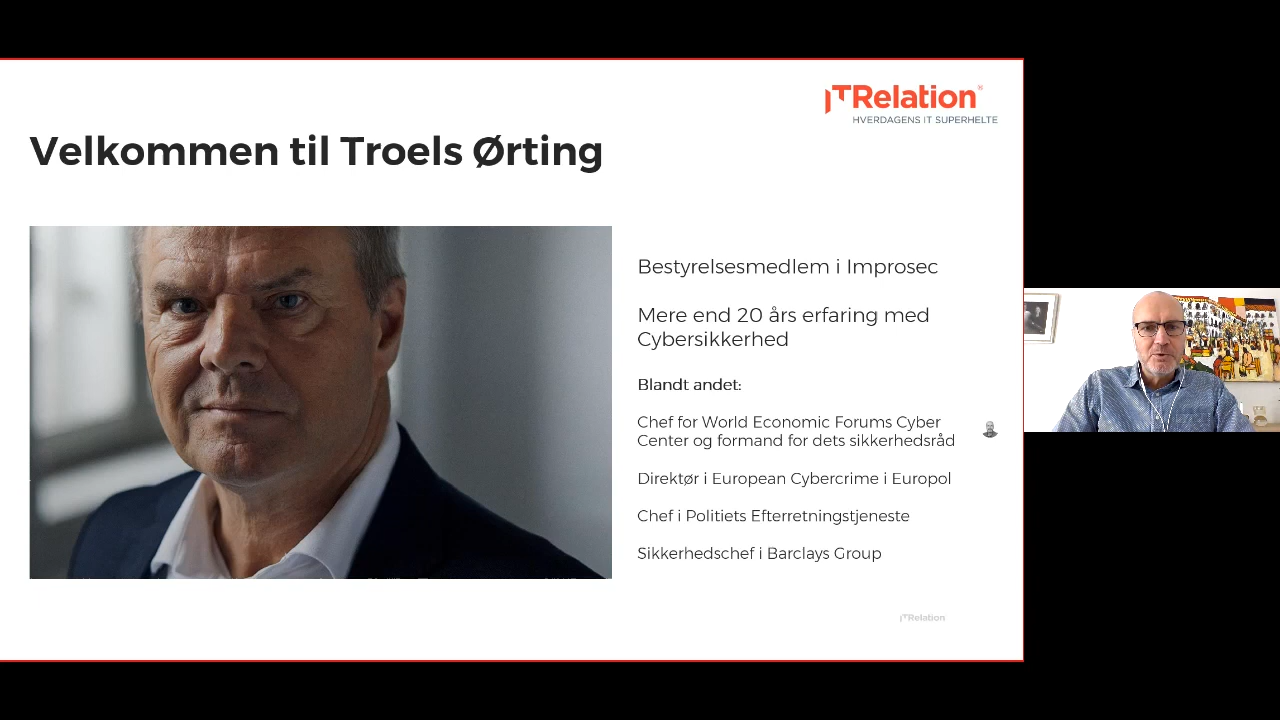 ITRelation
HVERDAGENS IT SUPERHELTE
Velkommen til Troels Ørting
Bestyrelsesmedlem i Improsec
Mere end 20 års erfaring med
Cybersikkerhed
Blandt andet:
Chef for World Economic Forums Cyber
Center og formand for dets sikkerhedsråd
Direktør i European Cybercrime i Europol
Chef i Politiets Efterretningstjeneste
Sikkerhedschef i Barclays Group
ITRelation